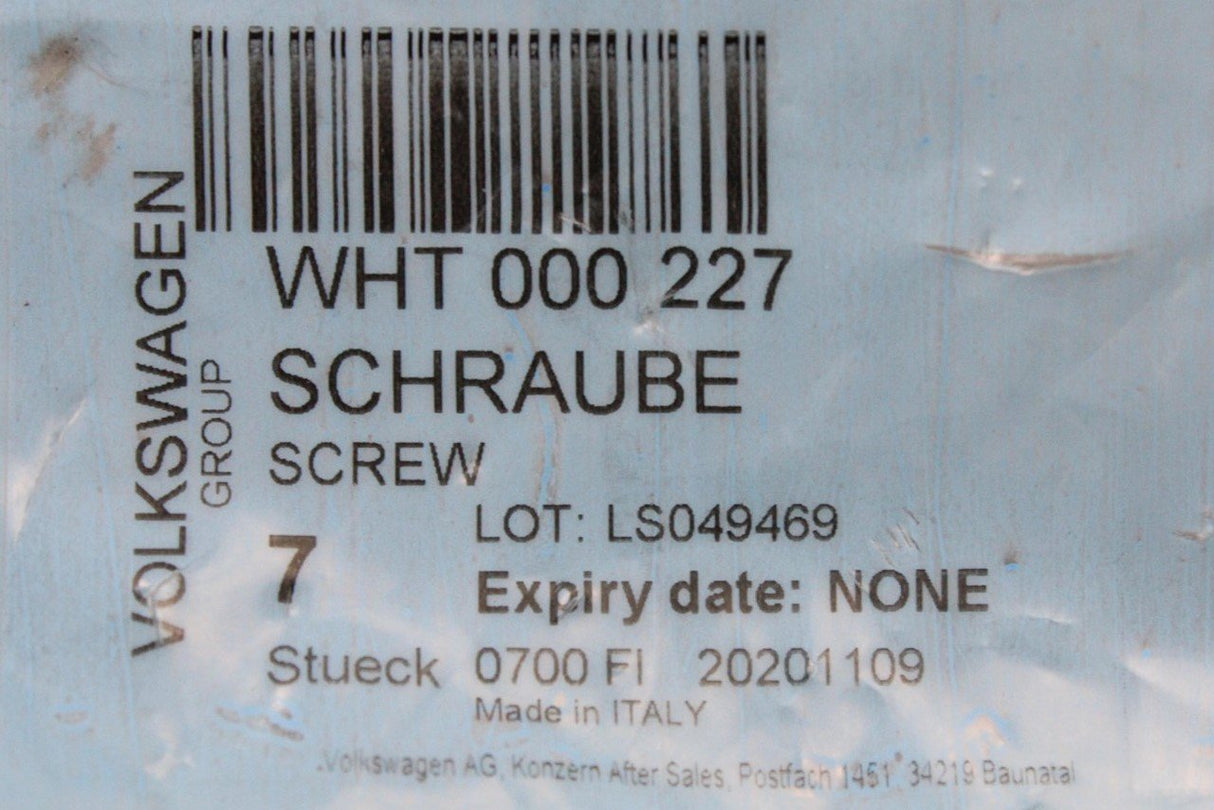 VOLKSWAGEN
GROUP
WHT 000 227
SCHRAUBE
SCREW
LOT: LS049469
7
Expiry date: NONE
Stueck 0700 FI 20201109
Made in ITALY
Volkswagen AG, Konzern After Sales, Postfach 1451, 34219 Baunatal